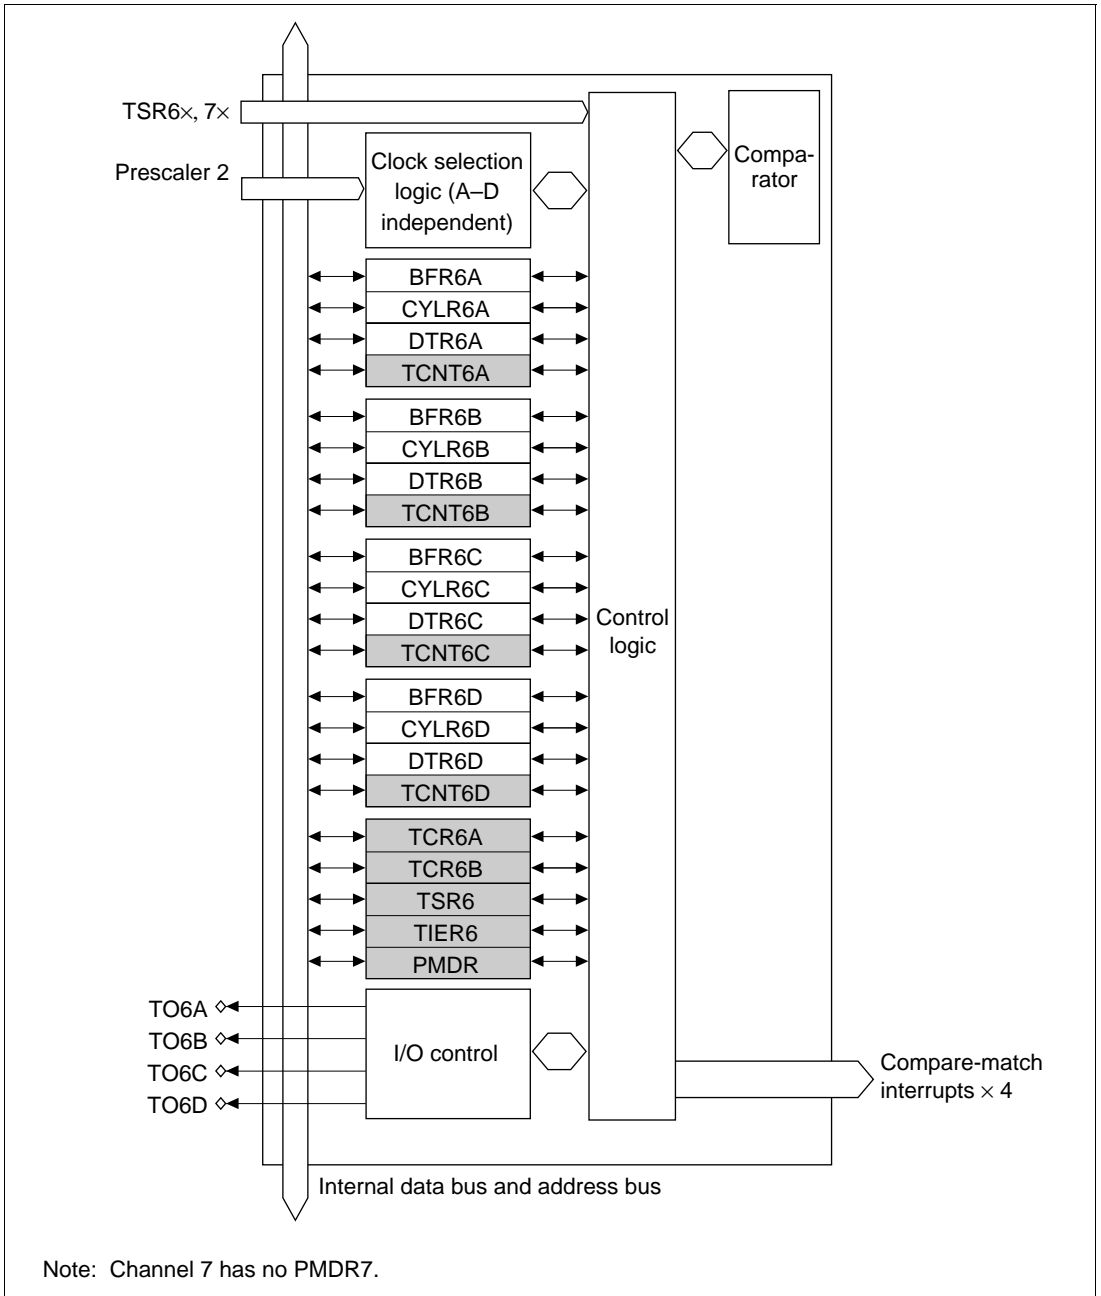 TSR6×, 7×
Prescaler 2
Clock selection
logic (A–D
independent)
Compa-
rator
BFR6A
CYLR6A
DTR6A
TCNT6A
BFR6B
CYLR6B
DTR6B
TCNT6B
BFR6C
CYLR6C
DTR6C
TCNT6C
Control
logic
BFR6D
CYLR6D
DTR6D
TCNT6D
TCR6A
TCR6B
TSR6
TIER6
PMDR
TO6A
TO6B
TO6C
TO6D
I/O control
Compare-match
interrupts × 4
Internal data bus and address bus
Note: Channel 7 has no PMDR7.